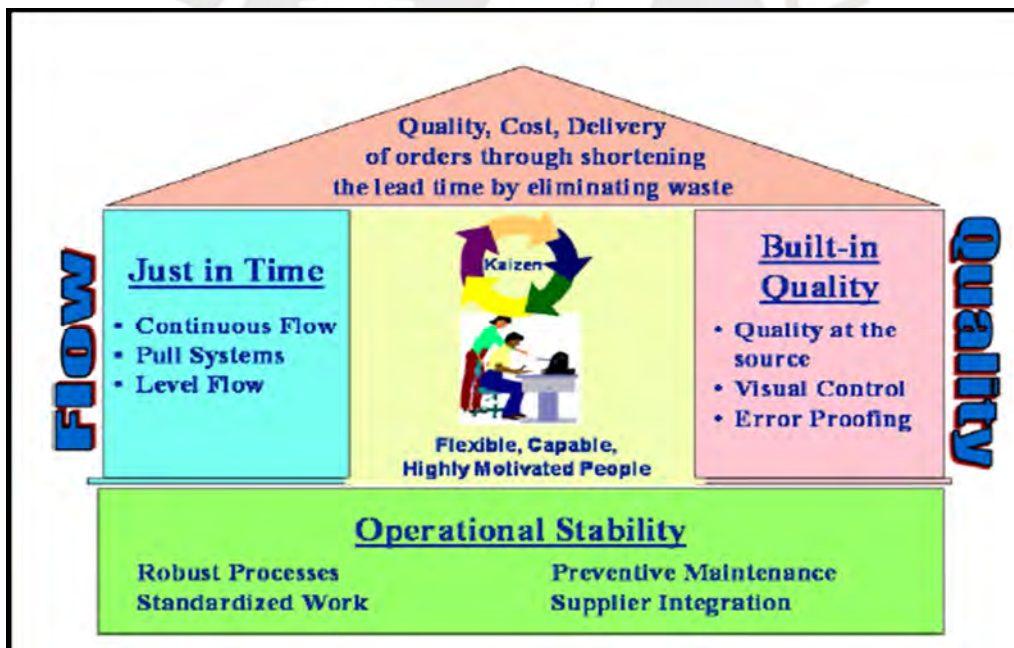 Quality, Cost, Delivery
of orders through shortening
the lead time by eliminating waste
Flow
Just in Time
• Continuous Flow
• Pull Systems
• Level Flow
Kaizen
Flexible, Capable,
Highly Motivated People
Built-in
Quality
• Quality at the
source
• Visual Control
• Error Proofing
Quality
Operational Stability
Robust Processes
Preventive Maintenance
Standardized Work
Supplier Integration